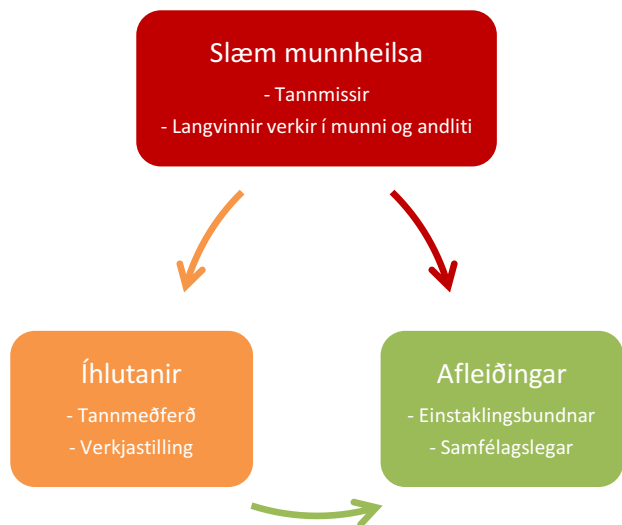 Slæm munnheilsa
- Tannmissir
- Langvinnir verkir í munni og andliti
Íhlutanir
- Tannmeðferð
- Verkjastilling
Afleiðingar
- Einstaklingsbundnar
- Samfélagslegar